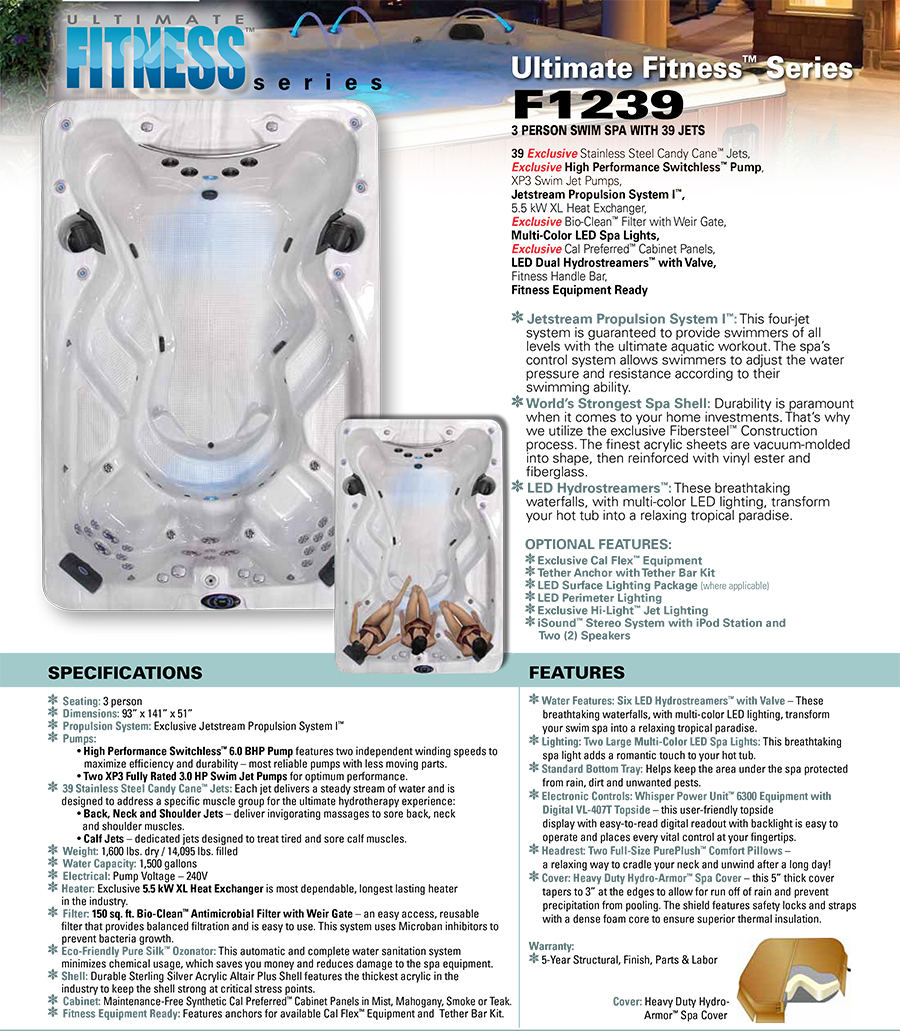 ULTIMATE
FITNESS™
series
Ultimate Fitness™ Series
F1239
3 PERSON SWIM SPA WITH 39 JETS
39 Exclusive Stainless Steel Candy Cane™ Jets,
Exclusive High Performance Switchless™ Pump,
XP3 Swim Jet Pumps,
Jetstream Propulsion System I™,
5.5 kW XL Heat Exchanger,
Exclusive Bio-Clean™ Filter with Weir Gate,
Multi-Color LED Spa Lights,
Exclusive Cal Preferred™ Cabinet Panels,
LED Dual Hydrostreamers™ with Valve,
Fitness Handle Bar,
Fitness Equipment Ready
✻ Jetstream Propulsion System I™: This four-jet
system is guaranteed to provide swimmers of all
levels with the ultimate aquatic workout. The spa's
control system allows swimmers to adjust the water
pressure and resistance according to their
swimming ability.
✻ World's Strongest Spa Shell: Durability is paramount
when it comes to your home investments. That's why
we utilize the exclusive Fibersteel™ Construction
process. The finest acrylic sheets are vacuum-molded
into shape, then reinforced with vinyl ester and
fiberglass.
✻ LED Hydrostreamers™: These breathtaking
waterfalls, with multi-color LED lighting, transform
your hot tub into a relaxing tropical paradise.
OPTIONAL FEATURES:
✻ Exclusive Cal Flex™ Equipment
✻ Tether Anchor with Tether Bar Kit
✻ LED Surface Lighting Package (where applicable)
✻ LED Perimeter Lighting
✻ Exclusive Hi-Light™ Jet Lighting
✻ iSound™ Stereo System with iPod Station and
Two (2) Speakers
SPECIFICATIONS
✻ Seating: 3 person
✻ Dimensions: 93” x 141” x 51”
✻ Propulsion System: Exclusive Jetstream Propulsion System I™
✻ Pumps:
• High Performance Switchless™ 6.0 BHP Pump features two independent winding speeds to
maximize efficiency and durability – most reliable pumps with less moving parts.
• Two XP3 Fully Rated 3.0 HP Swim Jet Pumps for optimum performance.
✻ 39 Stainless Steel Candy Cane™ Jets: Each jet delivers a steady stream of water and is
designed to address a specific muscle group for the ultimate hydrotherapy experience:
• Back, Neck and Shoulder Jets – deliver invigorating massages to sore back, neck
and shoulder muscles.
• Calf Jets – dedicated jets designed to treat tired and sore calf muscles.
✻ Weight: 1,600 lbs. dry / 14,095 lbs. filled
✻ Water Capacity: 1,500 gallons
✻ Electrical: Pump Voltage – 240V
✻ Heater: Exclusive 5.5 kW XL Heat Exchanger is most dependable, longest lasting heater
in the industry.
✻ Filter: 150 sq. ft. Bio-Clean™ Antimicrobial Filter with Weir Gate – an easy access, reusable
filter that provides balanced filtration and is easy to use. This system uses Microban inhibitors to
prevent bacteria growth.
✻ Eco-Friendly Pure Silk™ Ozonator: This automatic and complete water sanitation system
minimizes chemical usage, which saves you money and reduces damage to the spa equipment.
✻ Shell: Durable Sterling Silver Acrylic Altair Plus Shell features the thickest acrylic in the
industry to keep the shell strong at critical stress points.
✻ Cabinet: Maintenance-Free Synthetic Cal Preferred™ Cabinet Panels in Mist, Mahogany, Smoke or Teak.
✻ Fitness Equipment Ready: Features anchors for available Cal Flex™ Equipment and Tether Bar Kit.
FEATURES
✻ Water Features: Six LED Hydrostreamers™ with Valve – These
breathtaking waterfalls, with multi-color LED lighting, transform
your swim spa into a relaxing tropical paradise.
✻ Lighting: Two Large Multi-Color LED Spa Lights: This breathtaking
spa light adds a romantic touch to your hot tub.
✻ Standard Bottom Tray: Helps keep the area under the spa protected
from rain, dirt and unwanted pests.
✻ Electronic Controls: Whisper Power Unit™ 6300 Equipment with
Digital VL-407T Topside – this user-friendly topside
display with easy-to-read digital readout with backlight is easy to
operate and places every vital control at your fingertips.
✻ Headrest: Two Full-Size PurePlush™ Comfort Pillows –
a relaxing way to cradle your neck and unwind after a long day!
✻ Cover: Heavy Duty Hydro-Armor™ Spa Cover – this 5” thick cover
tapers to 3” at the edges to allow for run off of rain and prevent
precipitation from pooling. The shield features safety locks and straps
with a dense foam core to ensure superior thermal insulation.
Warranty:
✻ 5-Year Structural, Finish, Parts & Labor
Cover: Heavy Duty Hydro-
Armor™ Spa Cover